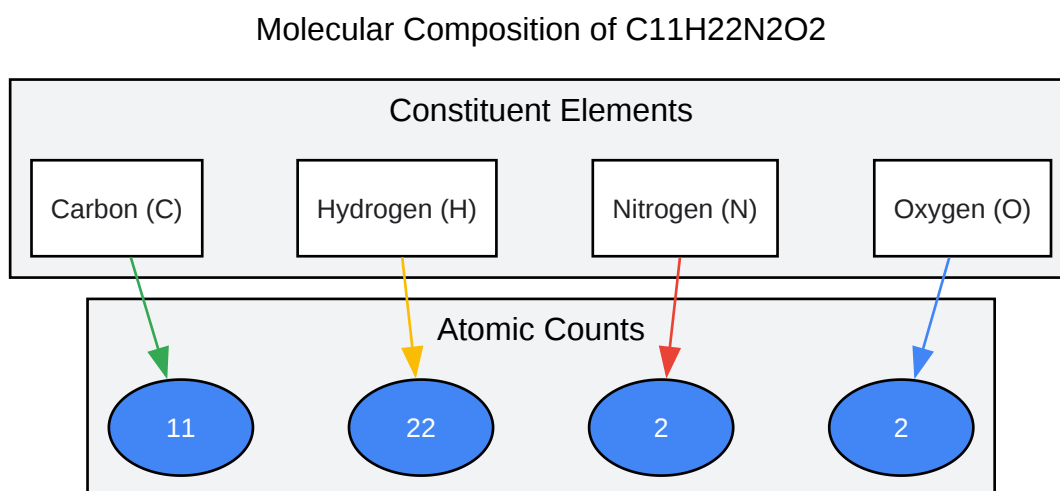 Molecular Composition of C11H22N2O2
Constituent Elements
Carbon (C)
Hydrogen (H)
Nitrogen (N)
Oxygen (O)
Atomic Counts
11
22
2
2